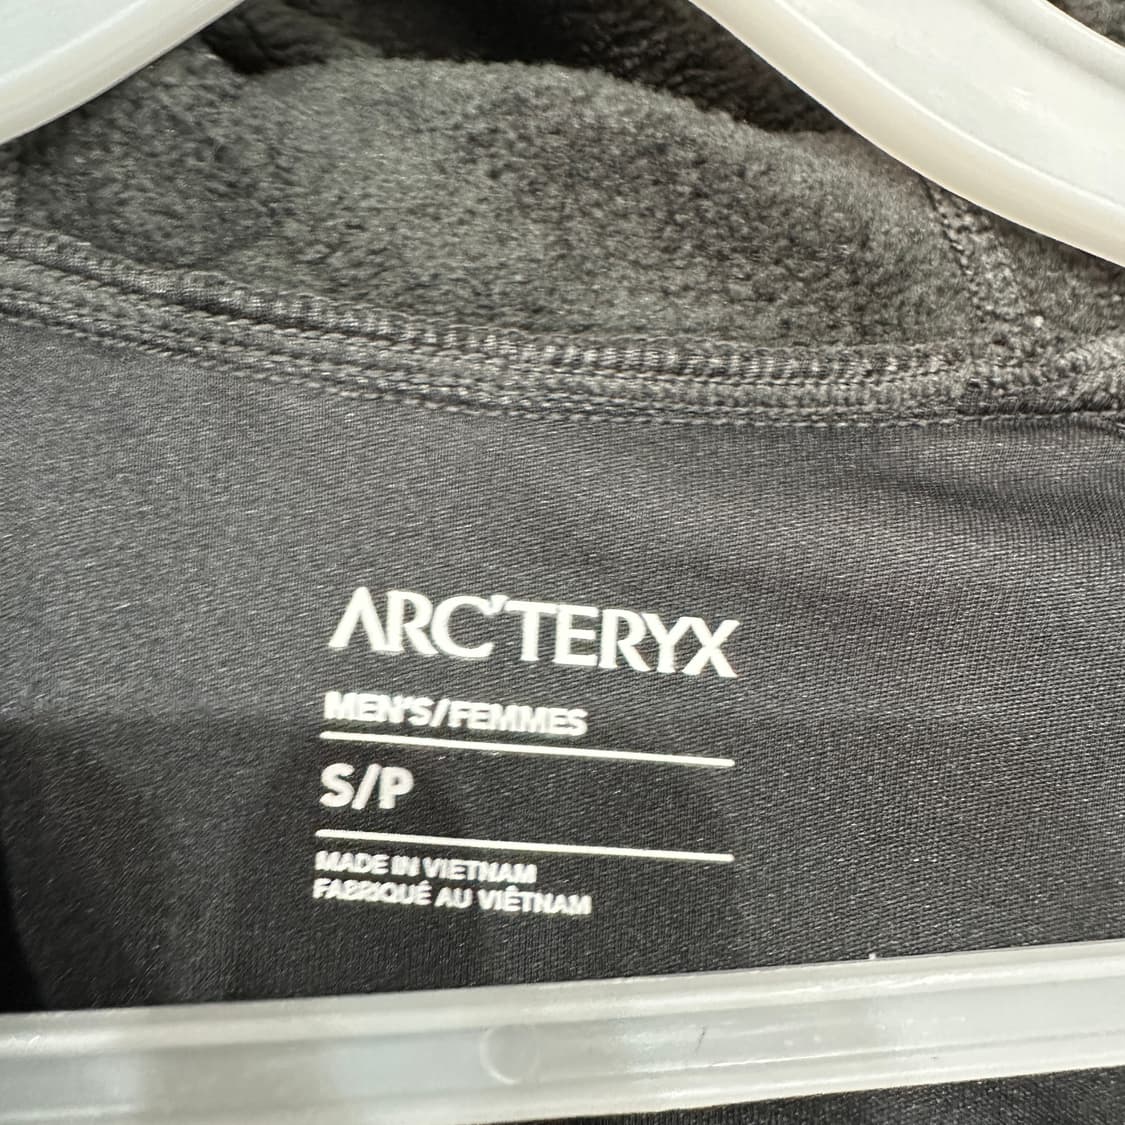 ARC'TERYX
MEN'S/FEMMES
S/P
MADE IN VIETNAM
FABRIQUÉ AU VIÊTNAM